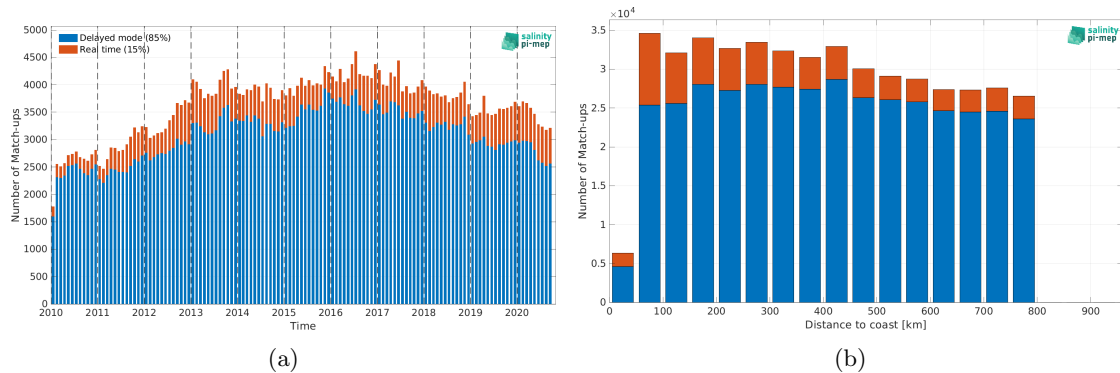 5000
4500
4000
3500
3000
2500
2000
1500
1000
500
0
Number of Match-ups
Delayed mode (85%)
Real time (15%)
salinity
pi-mep
2010 2011 2012 2013 2014 2015 2016 2017 2018 2019 2020
Time
(a)
×10⁴
3.5
3
2.5
2
1.5
1
0.5
0
Number of Match-ups
salinity
pi-mep
0 100 200 300 400 500 600 700 800 900
Distance to coast [km]
(b)